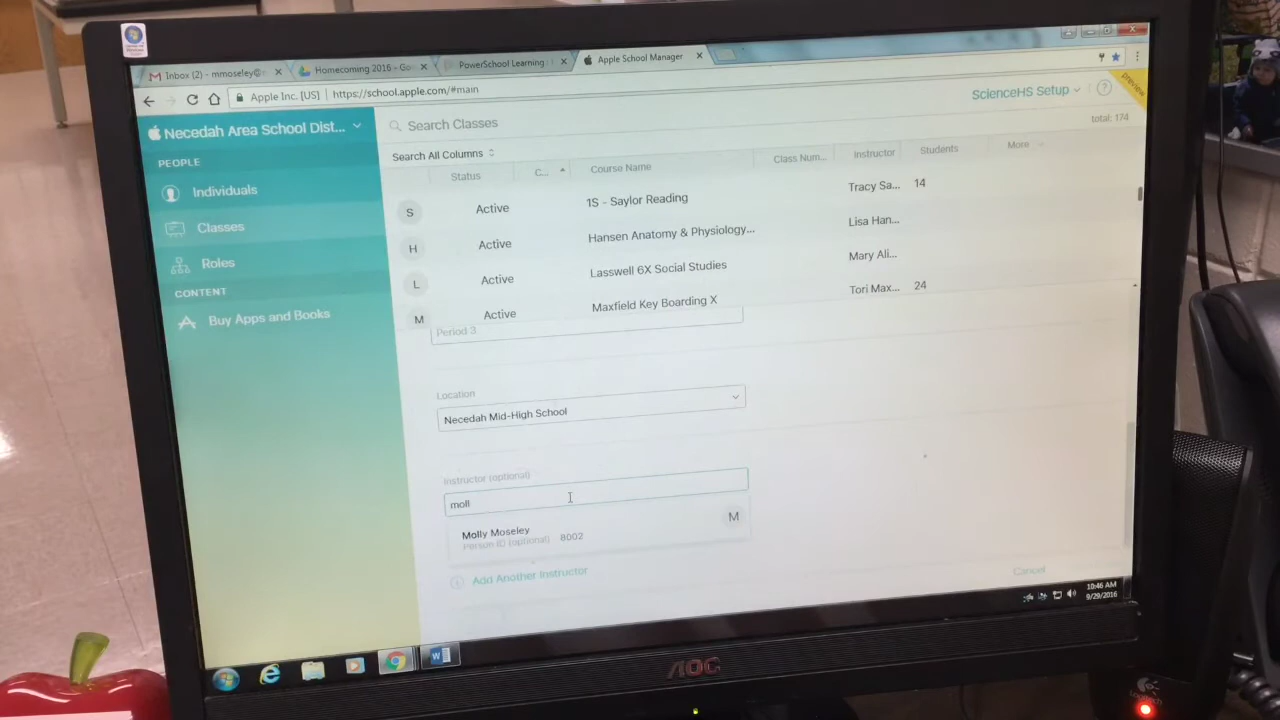 Inbox (2) - mmoseley@
Homecoming 2016 - Go
PowerSchool Learning
Apple School Manager
Apple Inc. [US]
https://school.apple.com/#main
preview
Necedah Area School Dist...
Search Classes
ScienceHS Setup
?
total: 174
PEOPLE
Individuals
Classes
Roles
CONTENT
Buy Apps and Books
Search All Columns
Status
C...
Course Name
Class Num...
Instructor
Students
More
S
Active
1S - Saylor Reading
Tracy Sa...
14
H
Active
Hansen Anatomy & Physiology...
Lisa Han...
L
Active
Lasswell 6X Social Studies
Mary Ali...
M
Active
Maxfield Key Boarding X
Tori Max...
24
Period 3
Location
Necedah Mid-High School
Instructor (optional)
moll
Molly Moseley
Person ID (optional) 8002
M
Add Another Instructor
Cancel
10:46 AM
9/29/2016
AOC
Logitech